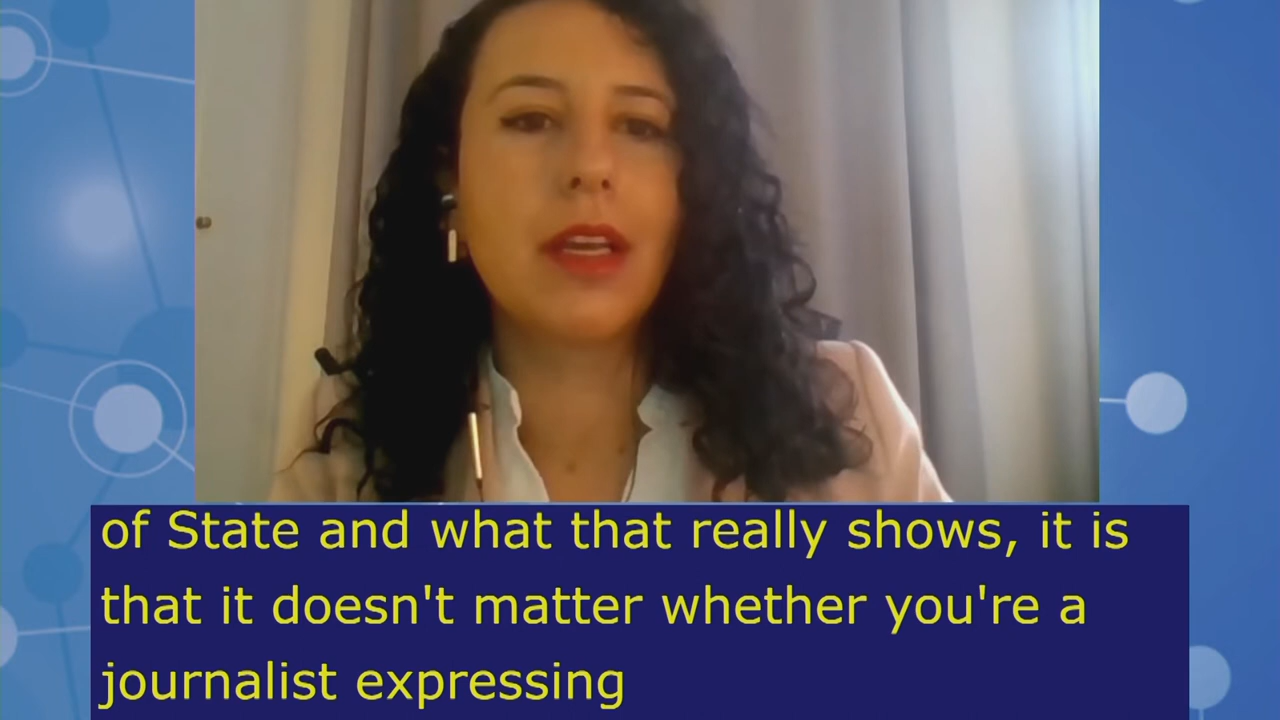 of State and what that really shows, it is
that it doesn't matter whether you're a
journalist expressing